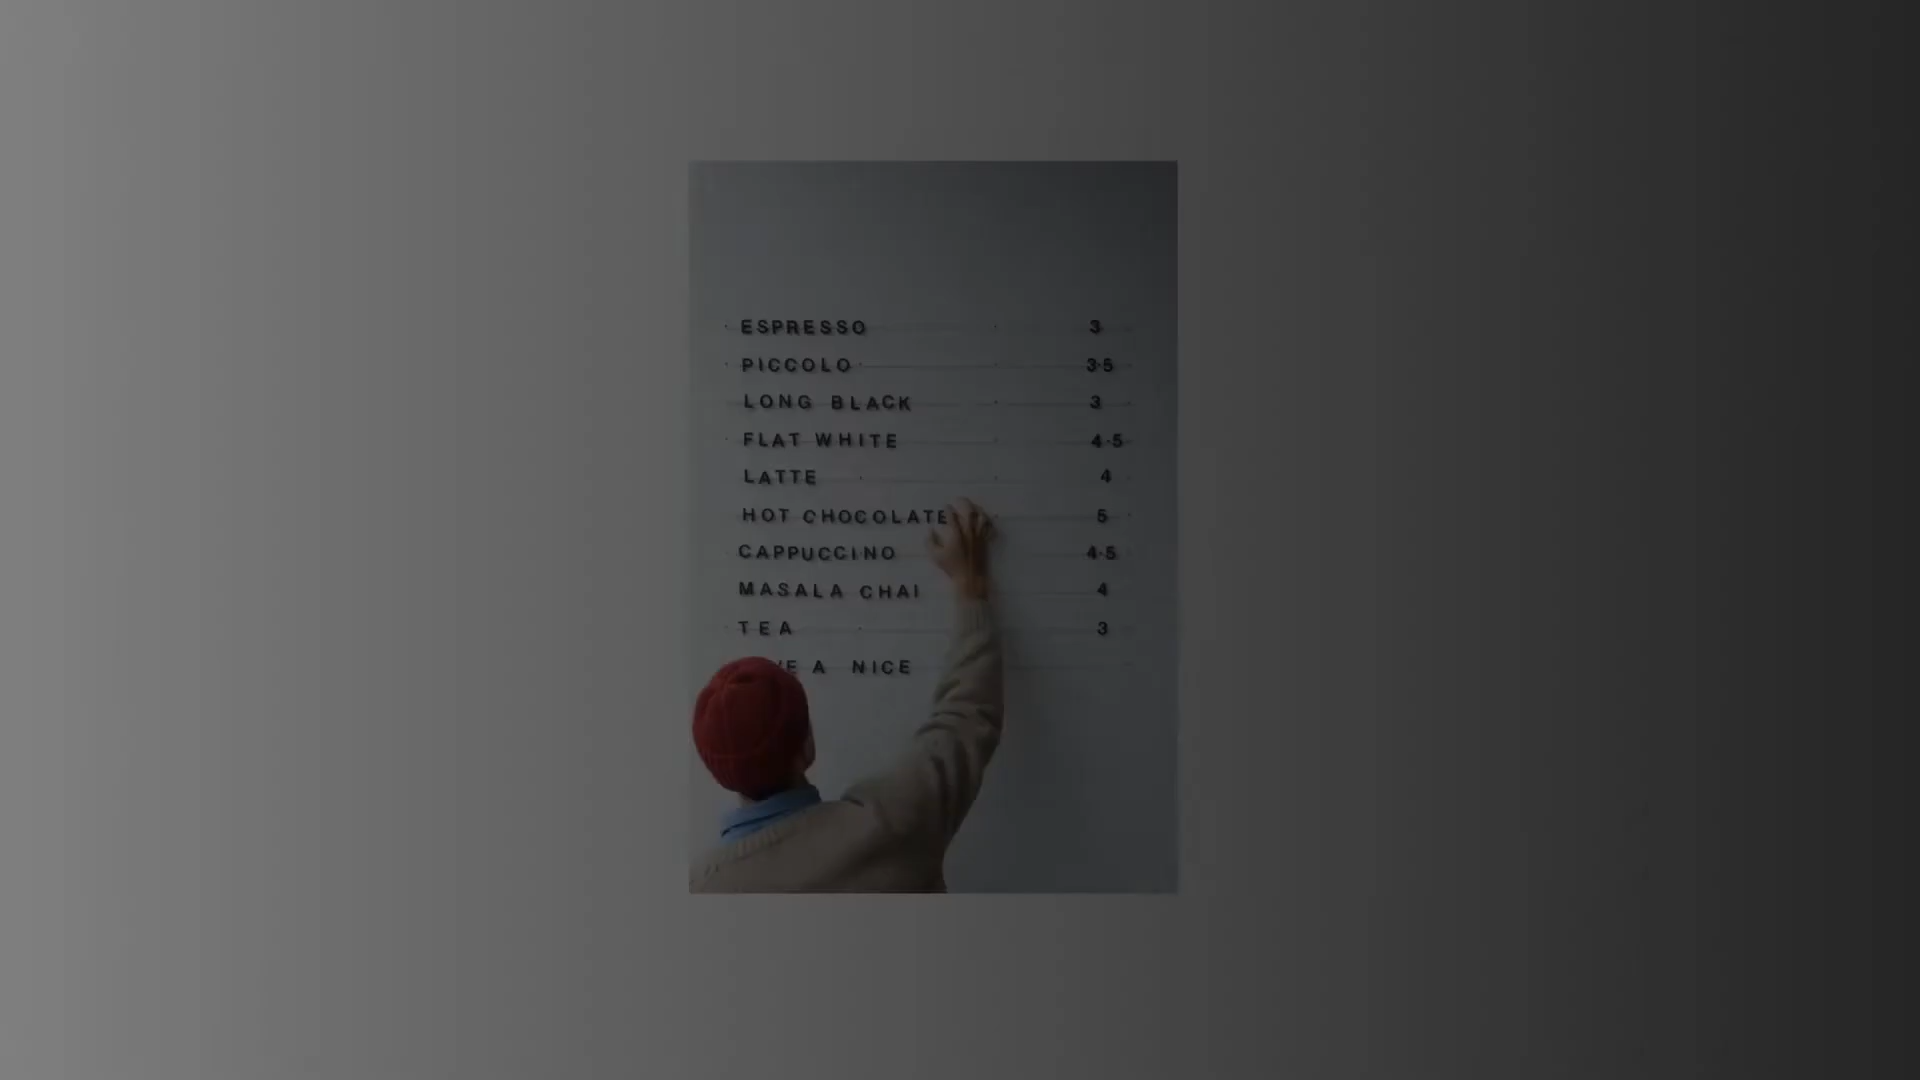 ESPRESSO 3
PICCOLO 3·5
LONG BLACK 3
FLAT WHITE 4·5
LATTE 4
HOT CHOCOLATE 5
CAPPUCCINO 4·5
MASALA CHAI 4
TEA 3
A NICE